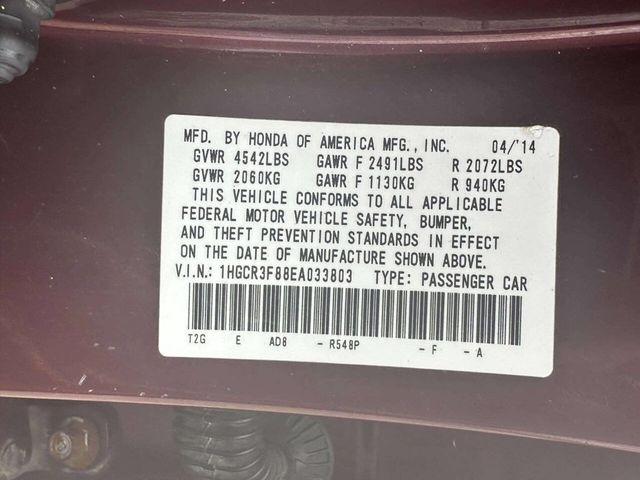 MFD. BY HONDA OF AMERICA MFG., INC. 04/'14
GVWR 4542LBS GAWR F 2491LBS R 2072LBS
GVWR 2060KG GAWR F 1130KG R 940KG
THIS VEHICLE CONFORMS TO ALL APPLICABLE
FEDERAL MOTOR VEHICLE SAFETY, BUMPER,
AND THEFT PREVENTION STANDARDS IN EFFECT
ON THE DATE OF MANUFACTURE SHOWN ABOVE.
V.I.N.: 1HGCR3F88EA033803 TYPE: PASSENGER CAR
T2G E AD8 - R548P - F - A